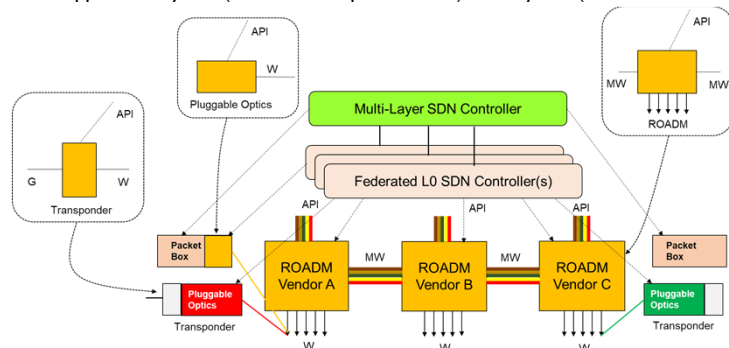 API
W
Pluggable Optics
API
MW
MW
ROADM
API
G
W
Transponder
Multi-Layer SDN Controller
Federated L0 SDN Controller(s)
API
API
API
Packet
Box
ROADM
Vendor A
MW
ROADM
Vendor B
MW
ROADM
Vendor C
Packet
Box
Pluggable
Optics
Transponder
Pluggable
Optics
Transponder
W
W
W